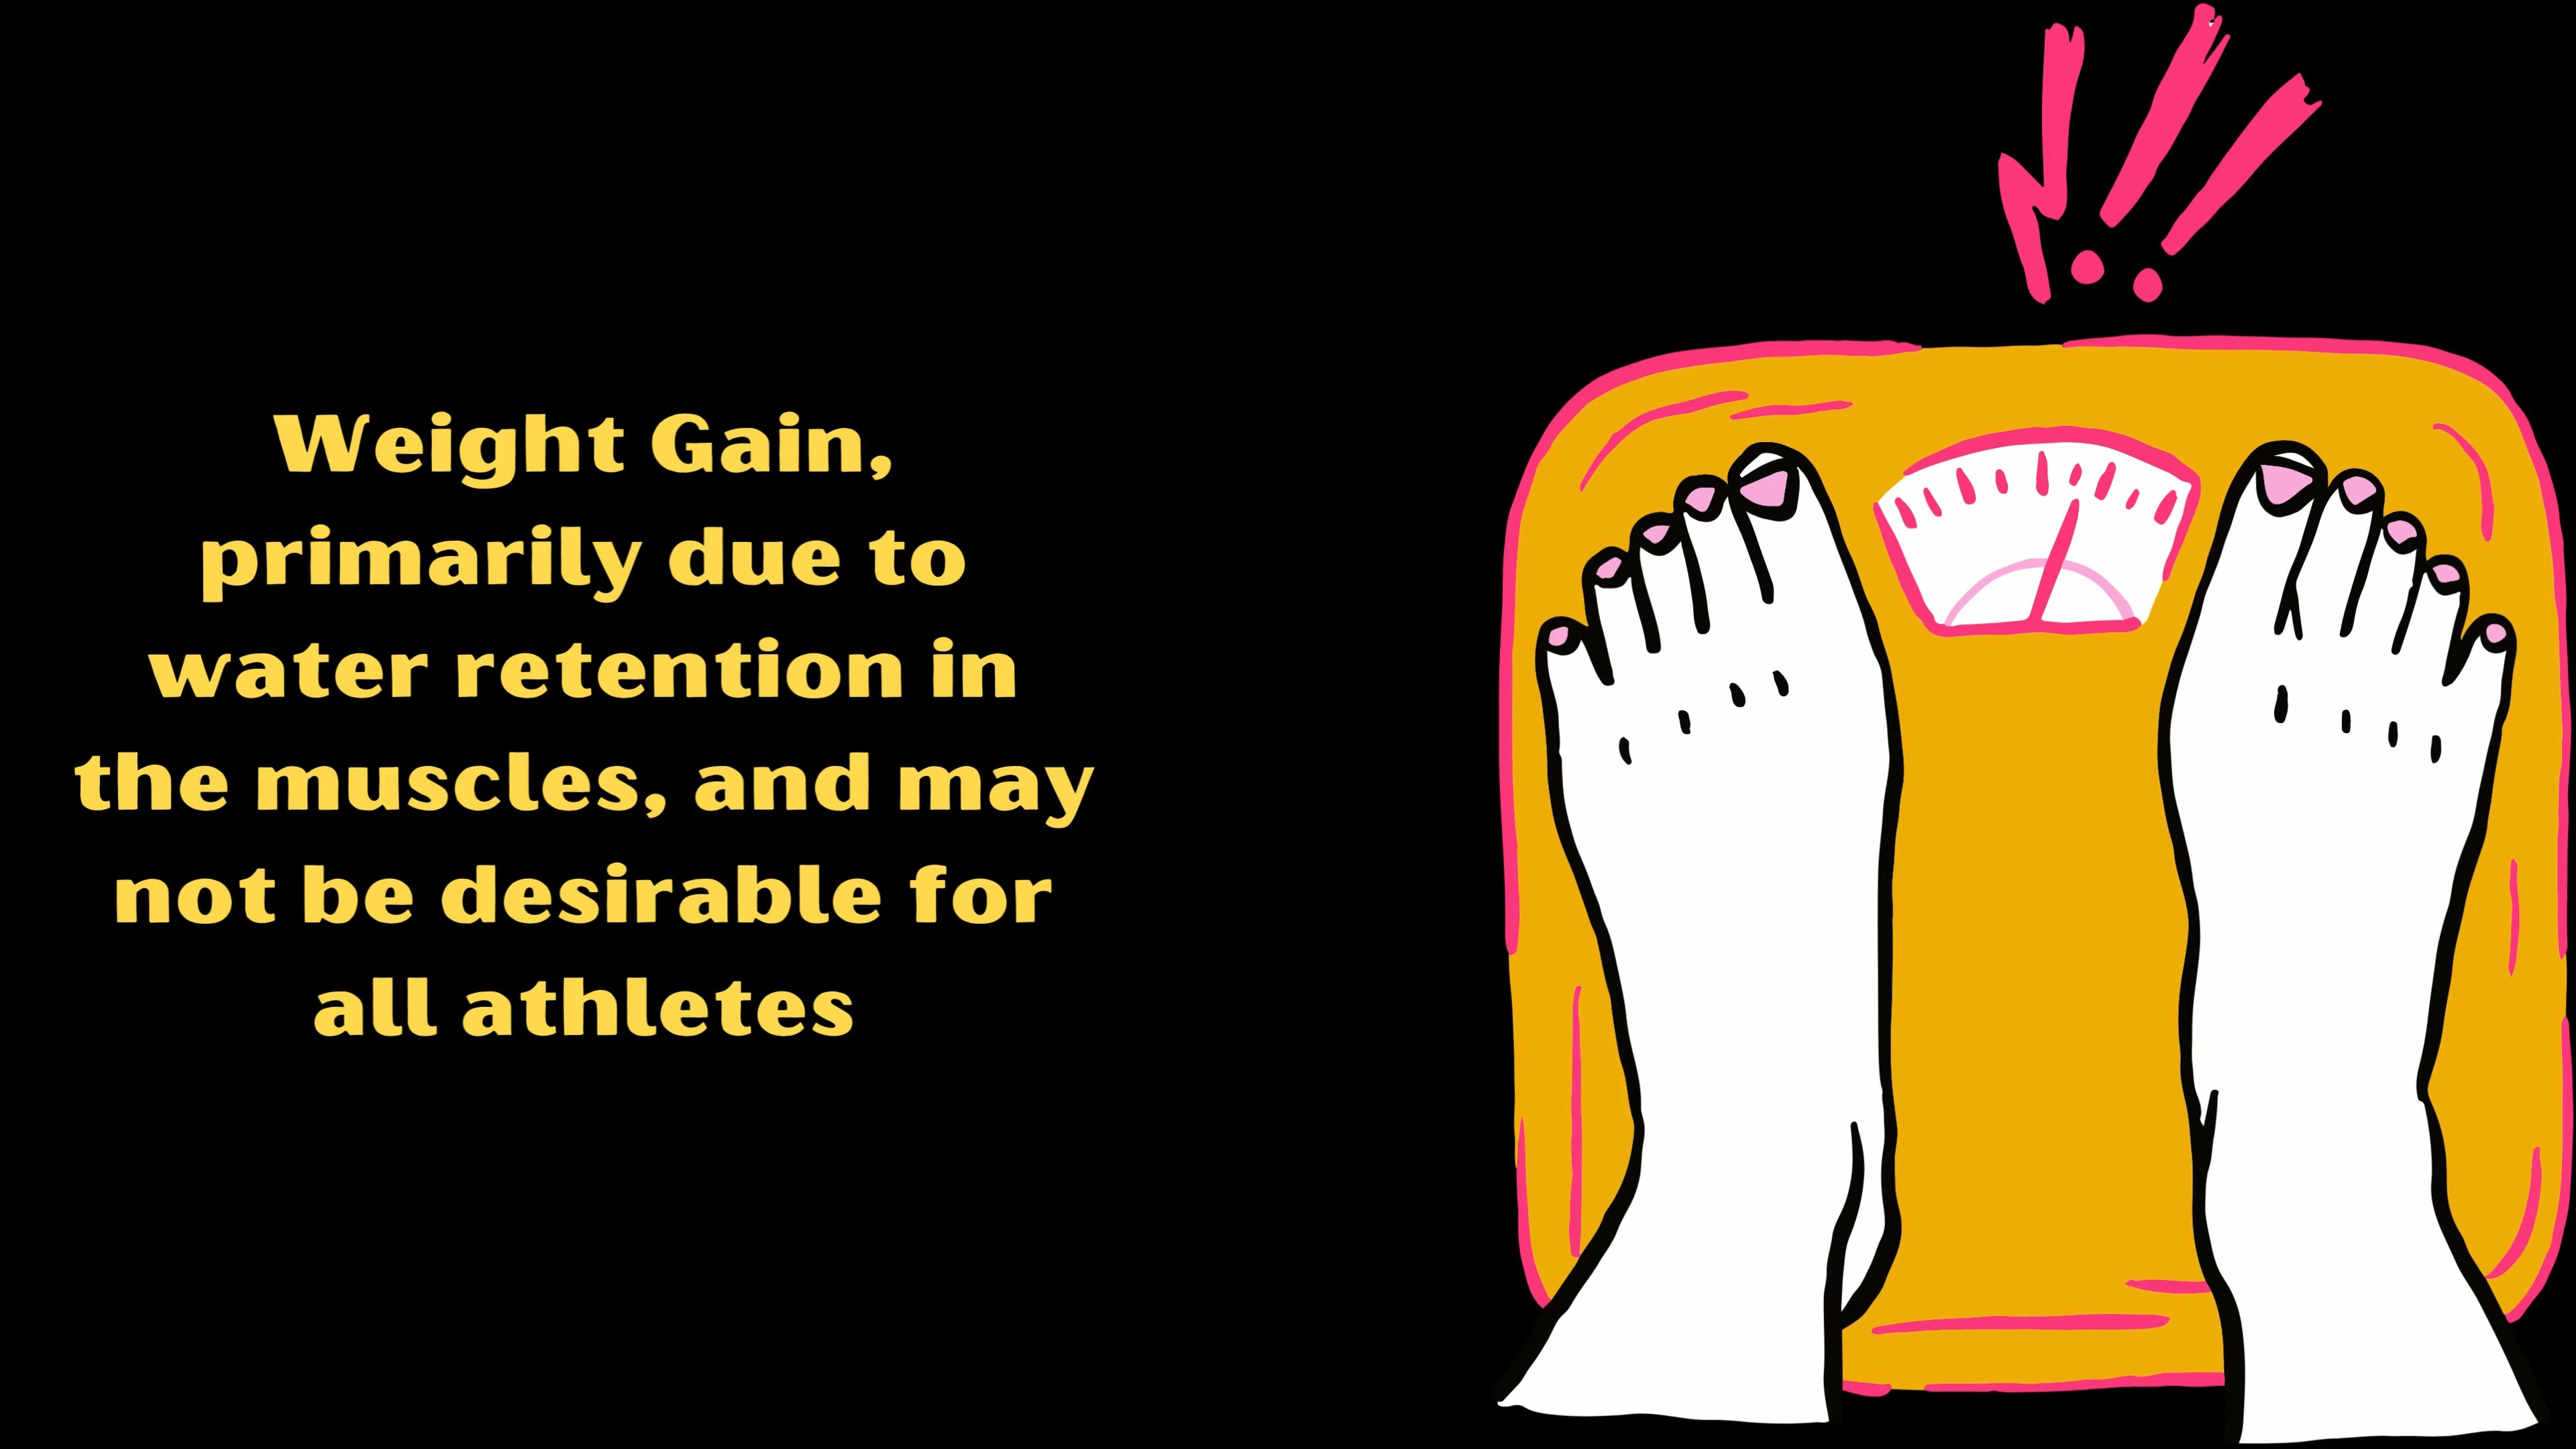 Weight Gain,
primarily due to
water retention in
the muscles, and may
not be desirable for
all athletes